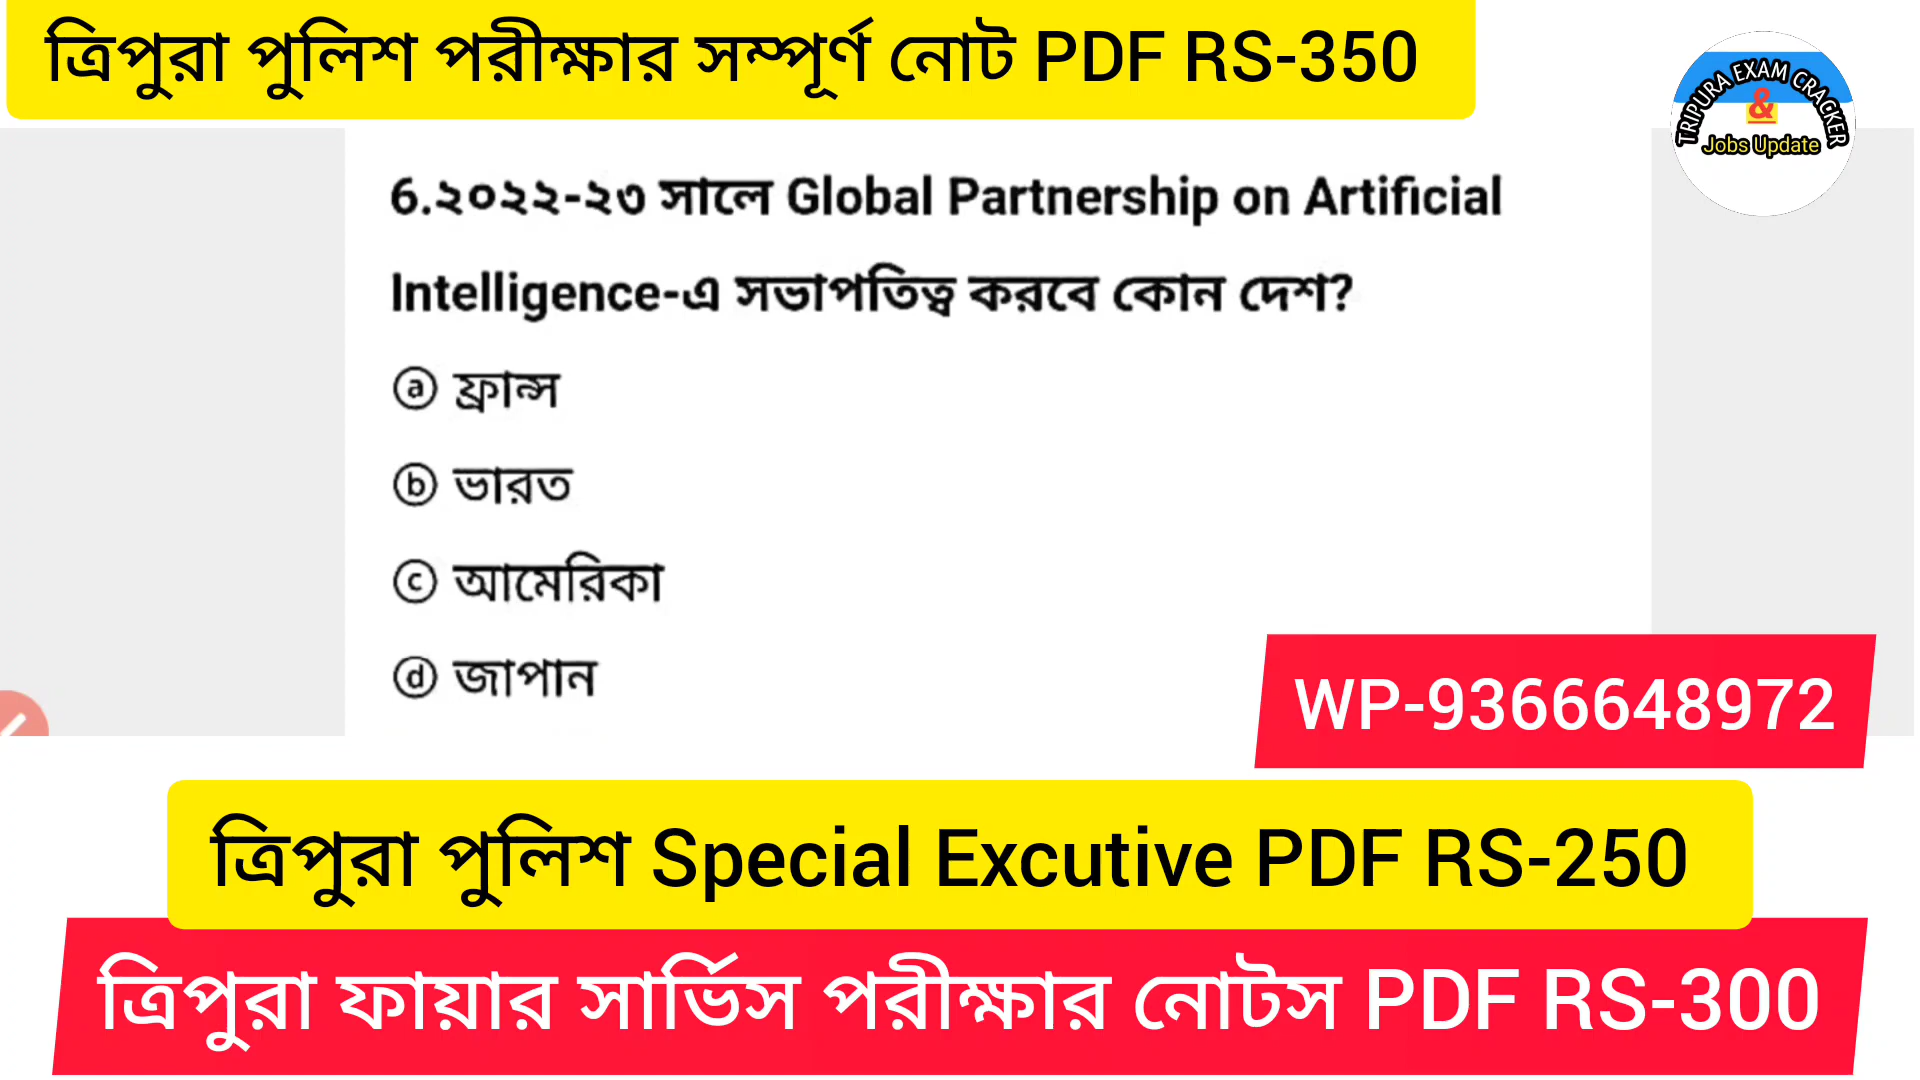 ত্রিপুরা পুলিশ পরীক্ষার সম্পূর্ণ নোট PDF RS-350
TRIPURA EXAM CRACKER
&
Jobs Update
6.২০২২-২৩ সালে Global Partnership on Artificial
Intelligence-এ সভাপতিত্ব করবে কোন দেশ?
ⓐ ফ্রান্স
ⓑ ভারত
ⓒ আমেরিকা
ⓓ জাপান
WP-9366648972
ত্রিপুরা পুলিশ Special Excutive PDF RS-250
ত্রিপুরা ফায়ার সার্ভিস পরীক্ষার নোটস PDF RS-300